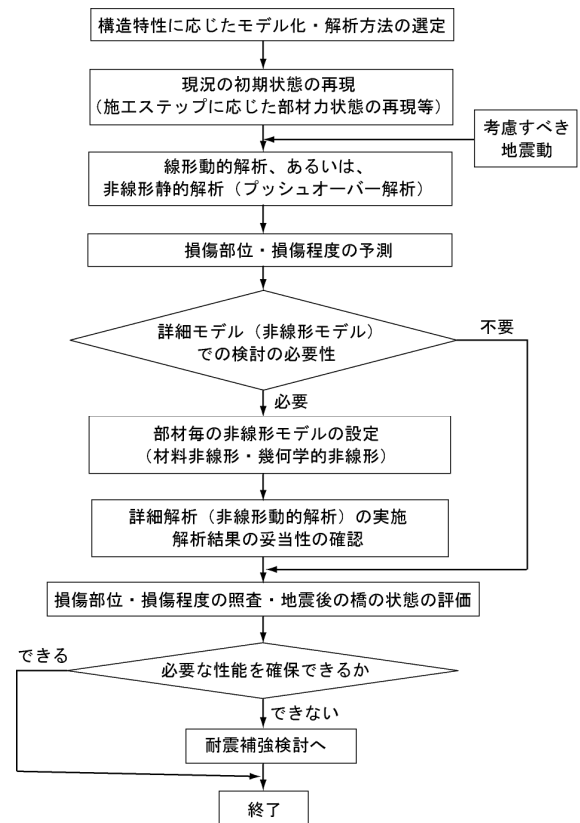 構造特性に応じたモデル化・解析方法の選定
現況の初期状態の再現
(施工ステップに応じた部材力状態の再現等)
考慮すべき
地震動
線形動的解析、あるいは、
非線形静的解析(プッシュオーバー解析)
損傷部位・損傷程度の予測
詳細モデル(非線形モデル)
での検討の必要性
不要
必要
部材毎の非線形モデルの設定
(材料非線形・幾何学的非線形)
詳細解析(非線形動的解析)の実施
解析結果の妥当性の確認
損傷部位・損傷程度の照査・地震後の橋の状態の評価
できる
必要な性能を確保できるか
できない
耐震補強検討へ
終了